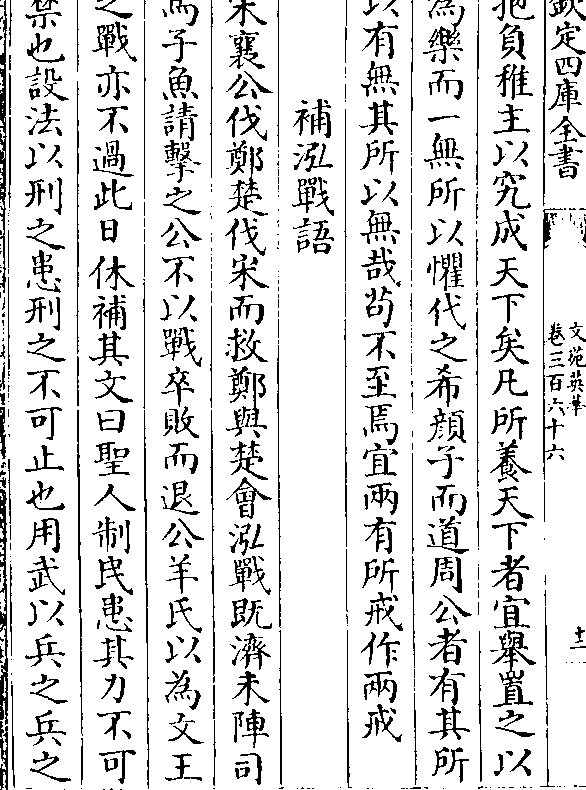 欽定四庫全書
文苑英華
卷三百六十六
十二
抱負稚主以究成天下矣凡所養天下者宜舉置之以
為樂而一無所以懼代之希顔子而道周公者有其所
以有無其所以無哉茍不至焉宜兩有所戒作兩戒
補泓戰語
宋襄公伐鄭楚伐宋而救鄭與楚會泓戰既濟未陣司
馬子魚請擊之公不以戰卒敗而退公羊氏以為文王
之戰亦不過此日休補其文曰聖人制民患其力不可
禁也設法以刑之患刑之不可止也用武以兵之兵之